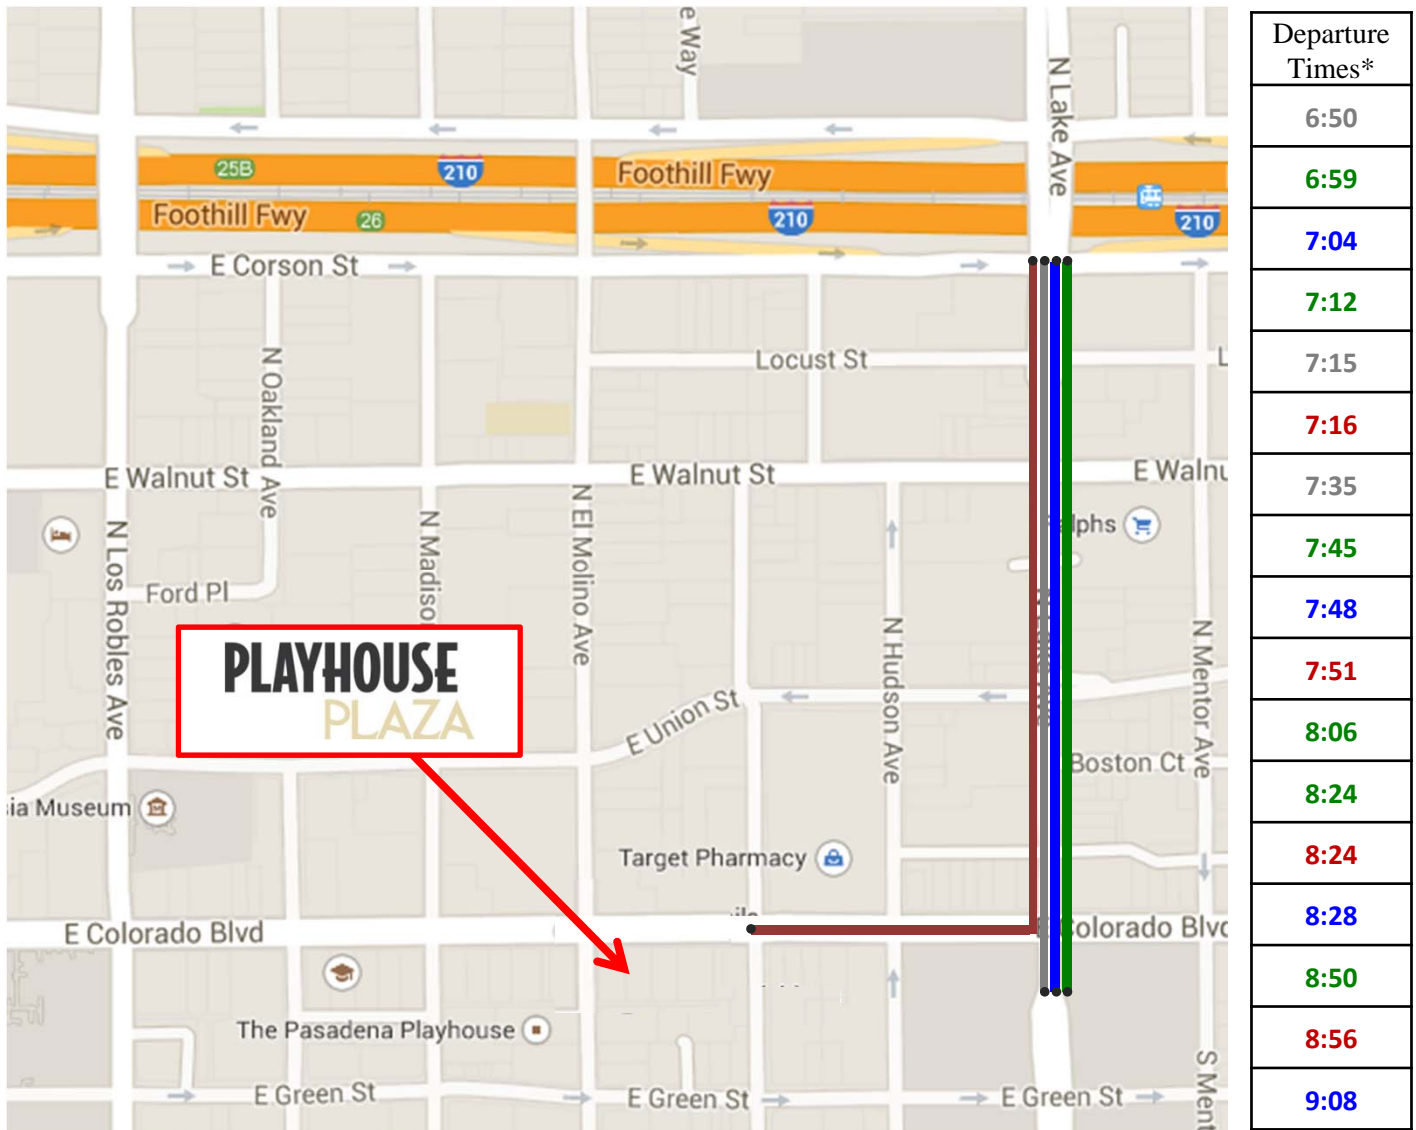 e Way
N Lake Ave
25B
210
Foothill Fwy
Foothill Fwy
26
210
210
E Corson St
N Oakland Ave
Locust St
L
E Walnut St
E Walnut St
E Walnu
N Los Robles Ave
N Madiso
N El Molino Ave
lphs
Ford Pl
N Hudson Ave
N Mentor Ave
PLAYHOUSE
PLAZA
E Union St
Boston Ct
sia Museum
Target Pharmacy
E Colorado Blvd
E Colorado Blvd
The Pasadena Playhouse
S Ment
E Green St
E Green St
E Green St
Departure
Times*
6:50
6:59
7:04
7:12
7:15
7:16
7:35
7:45
7:48
7:51
8:06
8:24
8:24
8:28
8:50
8:56
9:08